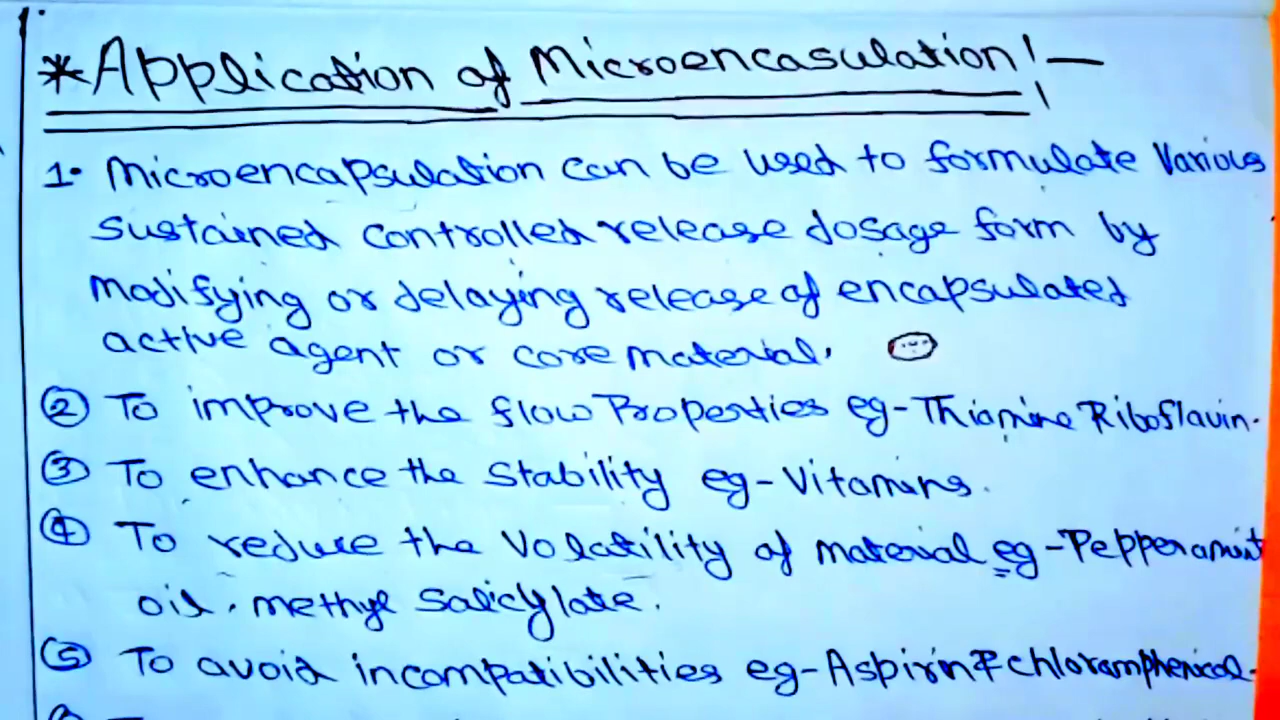 *Application of Microencasulation:-
1. Microencapsulation can be used to formulate Various
sustained controlled release dosage form by
modifying or delaying release of encapsulated
active agent or core material.
② To improve the flow Properties eg-Thiamine Riboflavin.
③ To enhance the Stability eg-Vitamins.
④ To reduce the Volatility of material eg-Pepperamint
oil. methyl Salicylate.
⑤ To avoid incompatibilities eg-Aspirin & chloramphenicol.